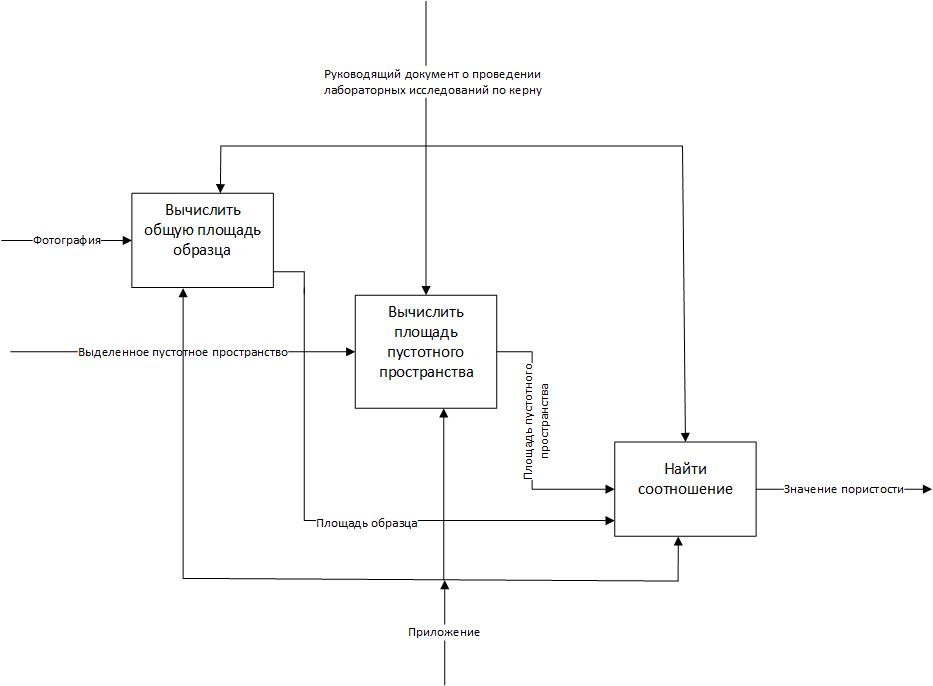 Руководящий документ о проведении
лабораторных исследований по керну
Вычислить
общую площадь
образца
Фотография
Вычислить
площадь
пустотного
пространства
Выделенное пустотное пространство
Площадь пустотного
пространства
Найти
соотношение
Значение пористости
Площадь образца
Приложение